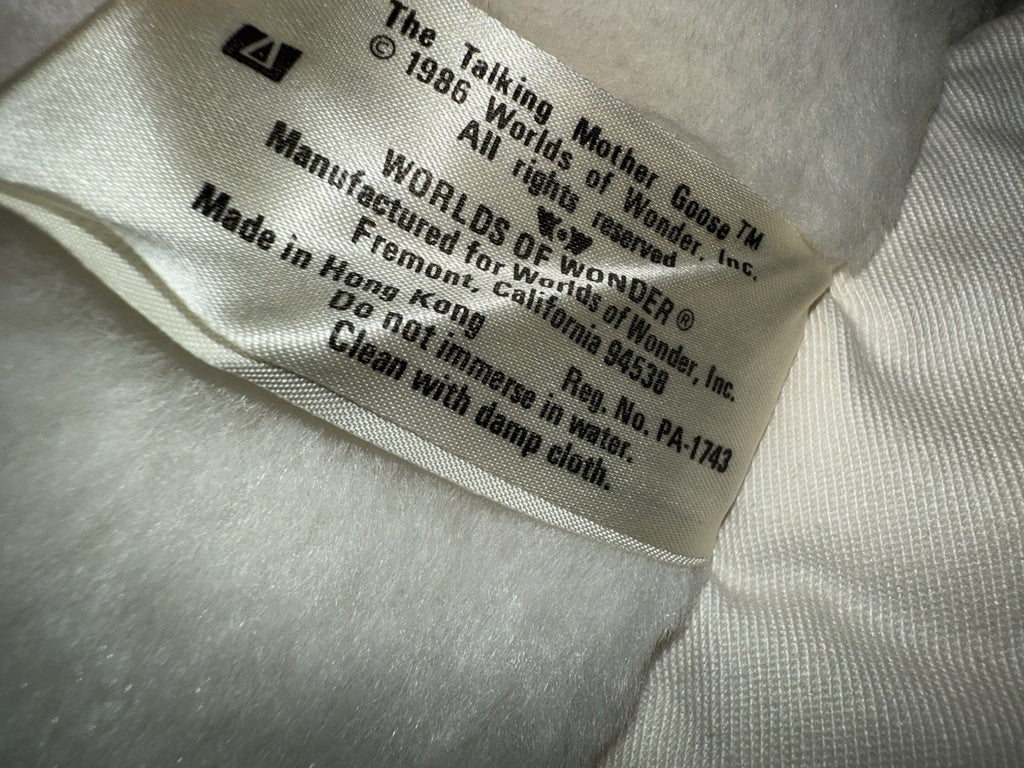 The Talking Mother Goose™
© 1986 Worlds of Wonder, Inc.
All rights reserved
WORLDS OF WONDER®
Manufactured for Worlds of Wonder, Inc.
Fremont, California 94538
Made in Hong Kong Reg. No. PA-1743
Do not immerse in water.
Clean with damp cloth.